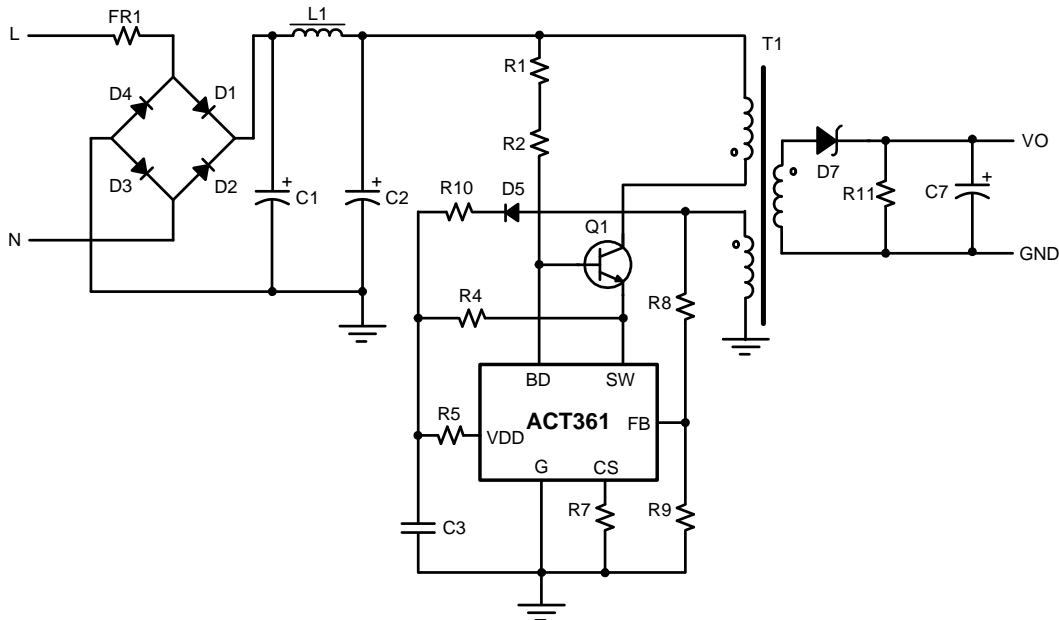 FR1
L1
L
T1
R1
D4
D1
R2
D3
D2
C1
C2
R10
D5
Q1
D7
R11
C7
VO
N
GND
R4
R8
BD
SW
ACT361
R5
VDD
FB
G
CS
C3
R7
R9
+
+
+